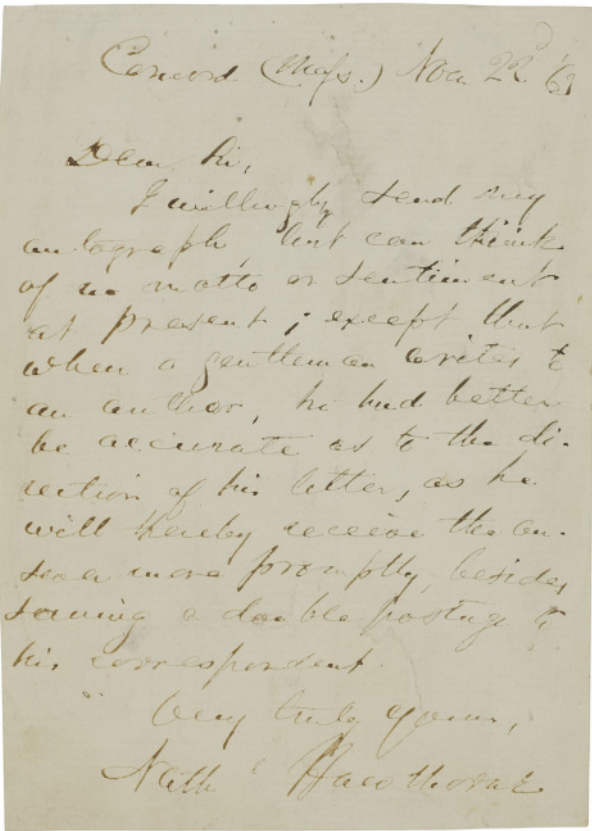 Concord (Mass.) Nov. 22d '63
Dear Sir,
I willingly send my
autograph, but can think
of no motto or sentiment
at present; except that
when a gentleman writes to
an author, he had better
be accurate as to the di-
rection of his letter, as he
will thereby receive the an-
swer more promptly, besides
saving a double postage to
his correspondent.
Very truly yours,
Nath'l Hawthorne